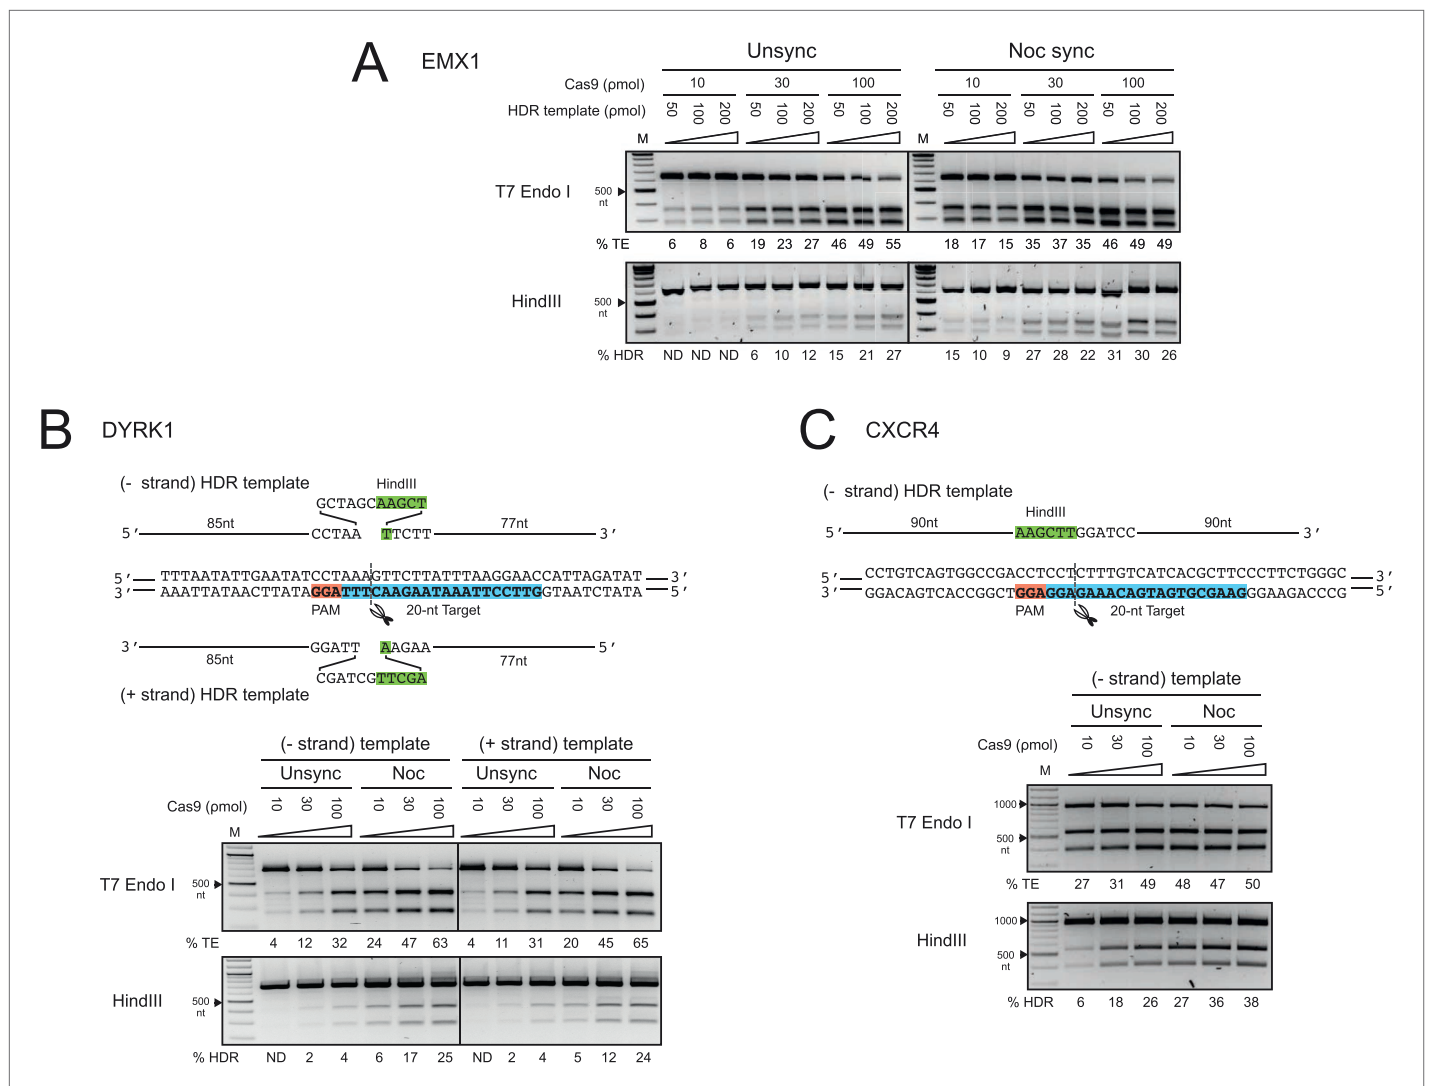 A EMX1
Unsync Noc sync
Cas9 (ρmol) 10 30 100 10 30 100
HDR template (ρmol) 50 100 200 50 100 200 50 100 200 50 100 200 50 100 200 50 100 200
M M
T7 Endo I 500 nt
% TE 6 8 6 19 23 27 46 49 55 18 17 15 35 37 35 46 49 49
HindIII 500 nt
% HDR ND ND ND 6 10 12 15 21 27 15 10 9 27 28 22 31 30 26
B DYRK1
(- strand) HDR template HindIII
GCTAGCAAGCT
5′ 85nt CCTAA TTCTT 77nt 3′
5′ TTTAATATTGAATATCCTAAAGTTCTTATTTAAGGAACCATTAGATAT 3′
3′ AAATTATAACTTATAGGATTTCAAGAATAAATTCCTTGGTAATCTATA 5′
PAM 20-nt Target
3′ 85nt GGATT AAGAA 77nt 5′
CGATCGTTCGA
(+ strand) HDR template
(- strand) template (+ strand) template
Unsync Noc Unsync Noc
Cas9 (ρmol) 10 30 100 10 30 100 10 30 100 10 30 100
M
T7 Endo I 500 nt
% TE 4 12 32 24 47 63 4 11 31 20 45 65
HindIII 500 nt
% HDR ND 2 4 6 17 25 ND 2 4 5 12 24
C CXCR4
(- strand) HDR template
HindIII
5′ 90nt AAGCTTGGATCC 90nt 3′
5′ CCTGTCAGTGGCCGACCTCCTCTTTGTCATCACGCTTCCCTTCTGGGC 3′
3′ GGACAGTCACCGGCTGGAGGAGAAACAGTAGTGCGAAGGGAAGACCCG 5′
PAM 20-nt Target
(- strand) template
Unsync Noc
Cas9 (ρmol) 10 30 100 10 30 100
M
T7 Endo I 1000 500 nt
% TE 27 31 49 48 47 50
HindIII 1000 500 nt
% HDR 6 18 26 27 36 38